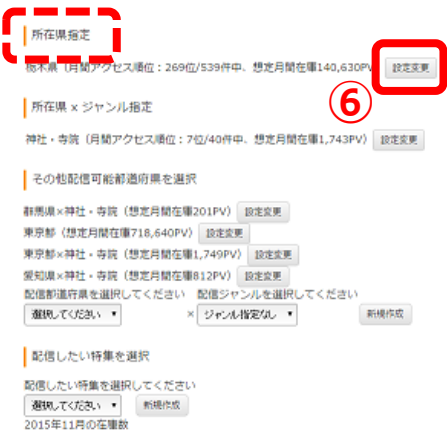 所在県指定
栃木県（月間アクセス順位：269位/539件中、想定月間在庫140,630PV 設定変更
⑥
所在県 x ジャンル指定
神社・寺院（月間アクセス順位：7位/40件中、想定月間在庫1,743PV） 設定変更
その他配信可能都道府県を選択
群馬県×神社・寺院（想定月間在庫201PV） 設定変更
東京都（想定月間在庫718,640PV） 設定変更
東京都×神社・寺院（想定月間在庫1,749PV） 設定変更
愛知県×神社・寺院（想定月間在庫812PV） 設定変更
配信都道府県を選択してください 配信ジャンルを選択してください
選択してください ▼ × ジャンル指定なし ▼ 新規作成
配信したい特集を選択
配信したい特集を選択してください
選択してください ▼ 新規作成
2015年11月の在庫数